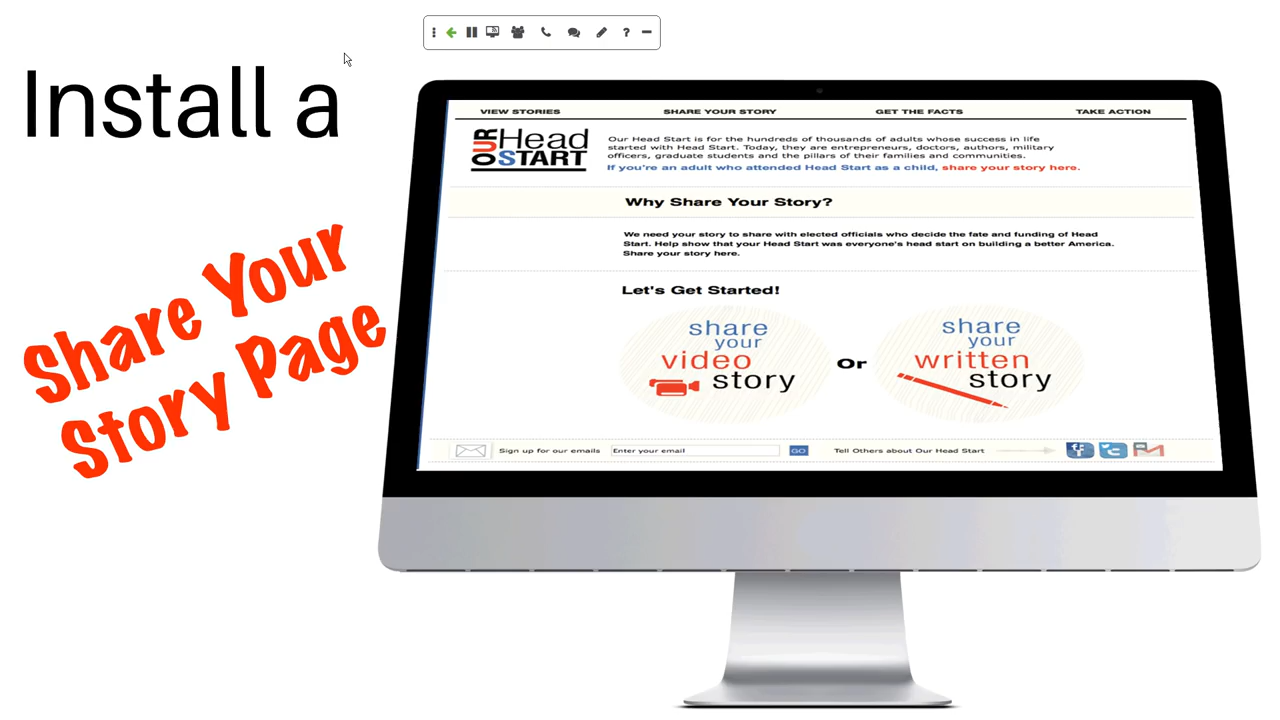 Install a
Share Your
Story Page
VIEW STORIES SHARE YOUR STORY GET THE FACTS TAKE ACTION
OUR Head START
Our Head Start is for the hundreds of thousands of adults whose success in life
started with Head Start. Today, they are entrepreneurs, doctors, authors, military
officers, graduate students and the pillars of their families and communities.
If you're an adult who attended Head Start as a child, share your story here.
Why Share Your Story?
We need your story to share with elected officials who decide the fate and funding of Head
Start. Help show that your Head Start was everyone's head start on building a better America.
Share your story here.
Let's Get Started!
share
your
video
story
Or
share
your
written
story
Sign up for our emails Enter your email GO Tell Others about Our Head Start